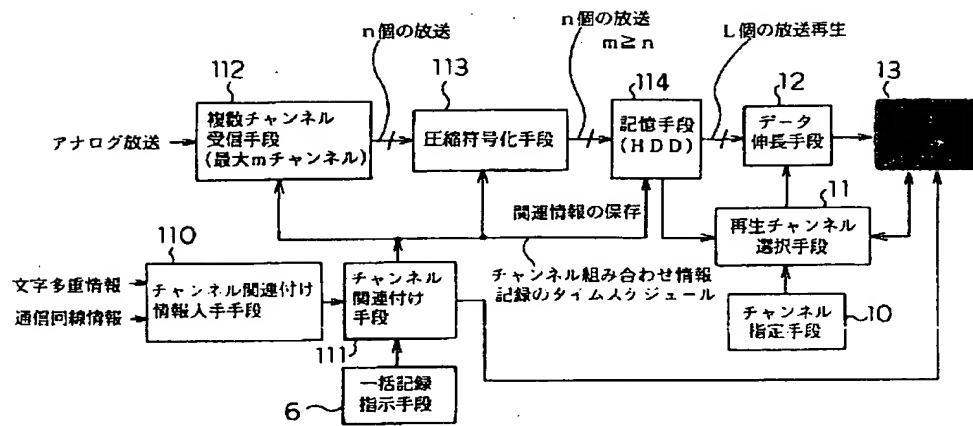 n個の放送
n個の放送
m≧n
L個の放送再生
112
113
114
12
13
アナログ放送
複数チャンネル
受信手段
(最大mチャンネル)
圧縮符号化手段
記憶手段
(HDD)
データ
伸長手段
11
関連情報の保存
再生チャンネル
選択手段
110
文字多重情報
通信回線情報
チャンネル関連付け
情報入手手段
チャンネル
関連付け
手段
111
チャンネル組み合わせ情報
記録のタイムスケジュール
チャンネル
指定手段
10
一括記録
指示手段
6